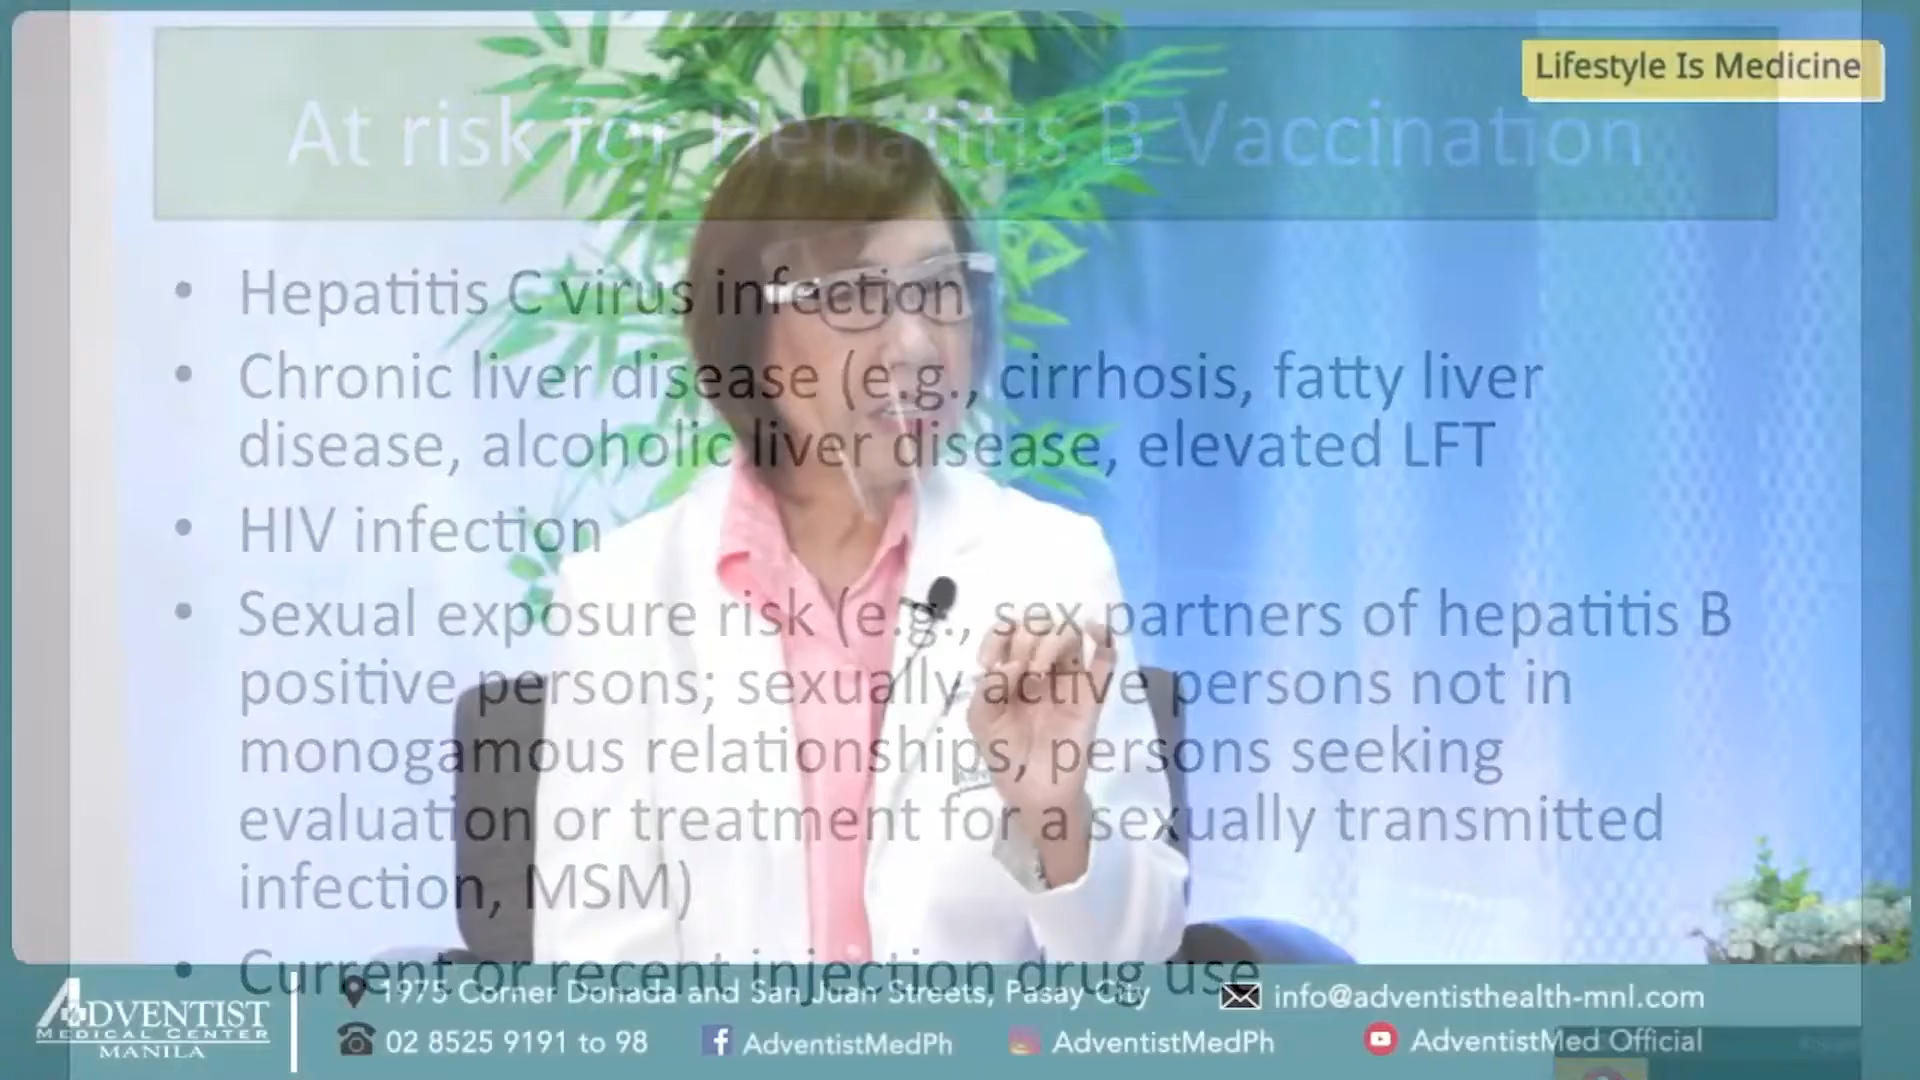 Lifestyle Is Medicine
At risk for Hepatitis B Vaccination
• Hepatitis C virus infection
• Chronic liver disease (e.g., cirrhosis, fatty liver
disease, alcoholic liver disease, elevated LFT
• HIV infection
• Sexual exposure risk (e.g., sex partners of hepatitis B
positive persons; sexually active persons not in
monogamous relationships, persons seeking
evaluation or treatment for a sexually transmitted
infection, MSM)
• Current or recent injection drug use
ADVENTIST
MEDICAL CENTER
MANILA
1975 Corner Donada and San Juan Streets, Pasay City
info@adventisthealth-mnl.com
02 8525 9191 to 98
AdventistMedPh
AdventistMedPh
AdventistMed Official